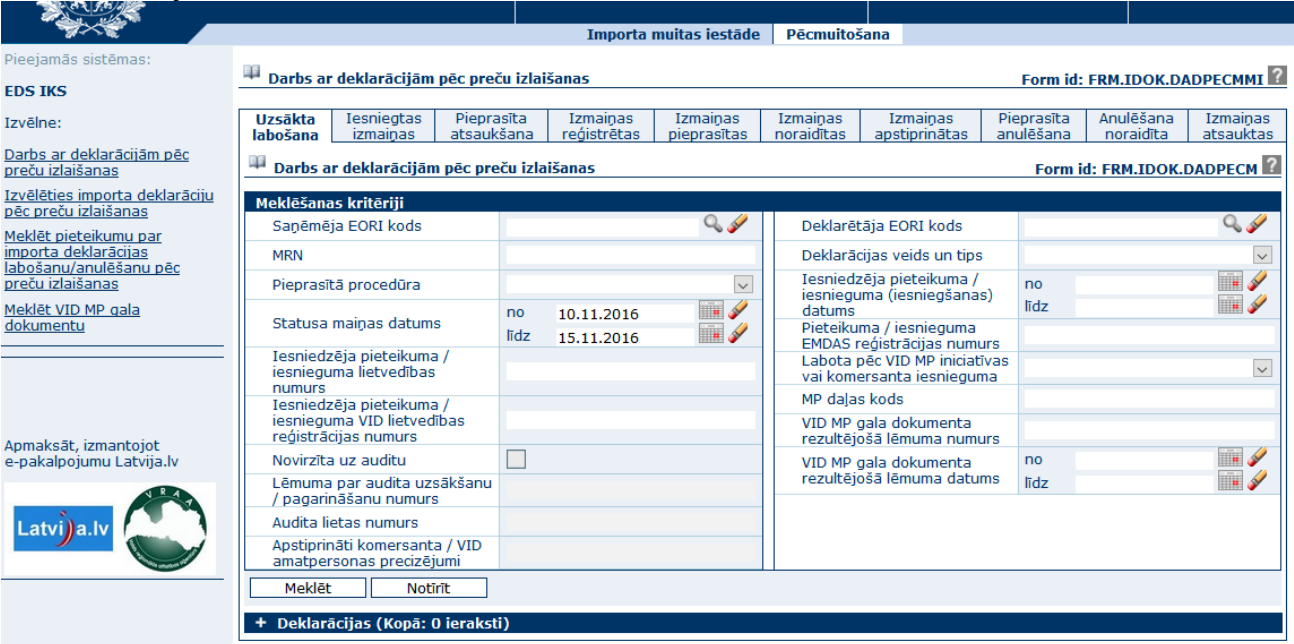 Importa muitas iestāde
Pēcmuitošana
Pieejamās sistēmas:
EDS IKS
Izvēlne:
Darbs ar deklarācijām pēc
preču izlaišanas
Izvēlēties importa deklarāciju
pēc preču izlaišanas
Meklēt pieteikumu par
importa deklarācijas
labošanu/anulēšanu pēc
preču izlaišanas
Meklēt VID MP gala
dokumentu
Apmaksāt, izmantojot
e-pakalpojumu Latvija.lv
Latvija.lv
VRAA
Darbs ar deklarācijām pēc preču izlaišanas
Form id: FRM.IDOK.DADPECMMI ?
Uzsākta
labošana
Iesniegtas
izmaiņas
Pieprasīta
atsaukšana
Izmaiņas
reģistrētas
Izmaiņas
pieprasītas
Izmaiņas
noraidītas
Izmaiņas
apstiprinātas
Pieprasīta
anulēšana
Anulēšana
noraidīta
Izmaiņas
atsauktas
Darbs ar deklarācijām pēc preču izlaišanas
Form id: FRM.IDOK.DADPECM ?
Meklēšanas kritēriji
Saņēmēja EORI kods
MRN
Pieprasītā procedūra
Statusa maiņas datums
no 10.11.2016
līdz 15.11.2016
Iesniedzēja pieteikuma /
iesnieguma lietvedības
numurs
Iesniedzēja pieteikuma /
iesnieguma VID lietvedības
reģistrācijas numurs
Novirzīta uz auditu
Lēmuma par audita uzsākšanu
/ pagarināšanu numurs
Audita lietas numurs
Apstiprināti komersanta / VID
amatpersonas precizējumi
Deklarētāja EORI kods
Deklarācijas veids un tips
Iesniedzēja pieteikuma /
iesnieguma (iesniegšanas)
datums
no
līdz
Pieteikuma / iesnieguma
EMDAS reģistrācijas numurs
Labota pēc VID MP iniciatīvas
vai komersanta iesnieguma
MP daļas kods
VID MP gala dokumenta
rezultējošā lēmuma numurs
VID MP gala dokumenta
rezultējošā lēmuma datums
no
līdz
Meklēt
Notīrīt
+ Deklarācijas (Kopā: 0 ieraksti)